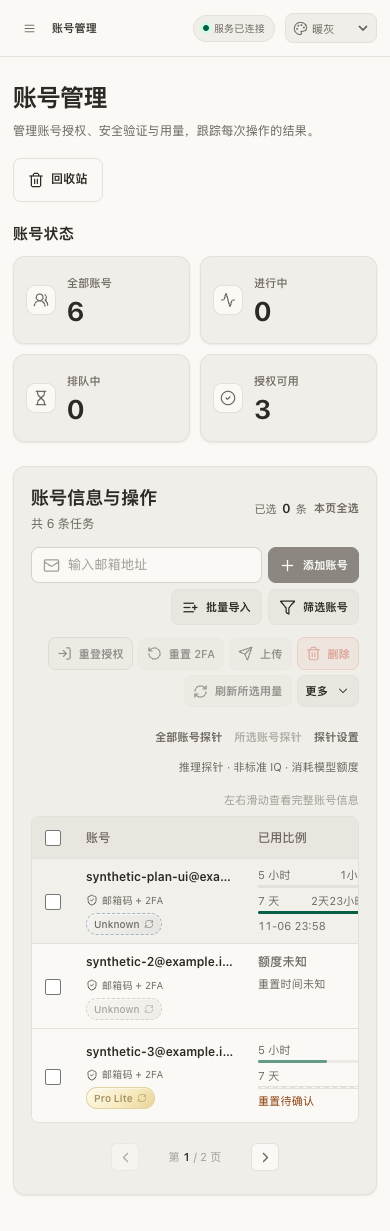 账号管理
服务已连接
暖灰
账号管理
管理账号授权、安全验证与用量，跟踪每次操作的结果。
回收站
账号状态
全部账号
6
进行中
0
排队中
0
授权可用
3
账号信息与操作
共 6 条任务
已选 0 条 本页全选
输入邮箱地址
添加账号
批量导入
筛选账号
重登授权
重置 2FA
上传
删除
刷新所选用量
更多
全部账号探针 所选账号探针 探针设置
推理探针 · 非标准 IQ · 消耗模型额度
左右滑动查看完整账号信息
账号
已用比例
synthetic-plan-ui@exa...
邮箱码 + 2FA
Unknown
5 小时 1小
7 天 2天23小
11-06 23:58
synthetic-2@example.i...
邮箱码 + 2FA
Unknown
额度未知
重置时间未知
synthetic-3@example.i...
邮箱码 + 2FA
Pro Lite
5 小时
7 天
重置待确认
第 1 / 2 页